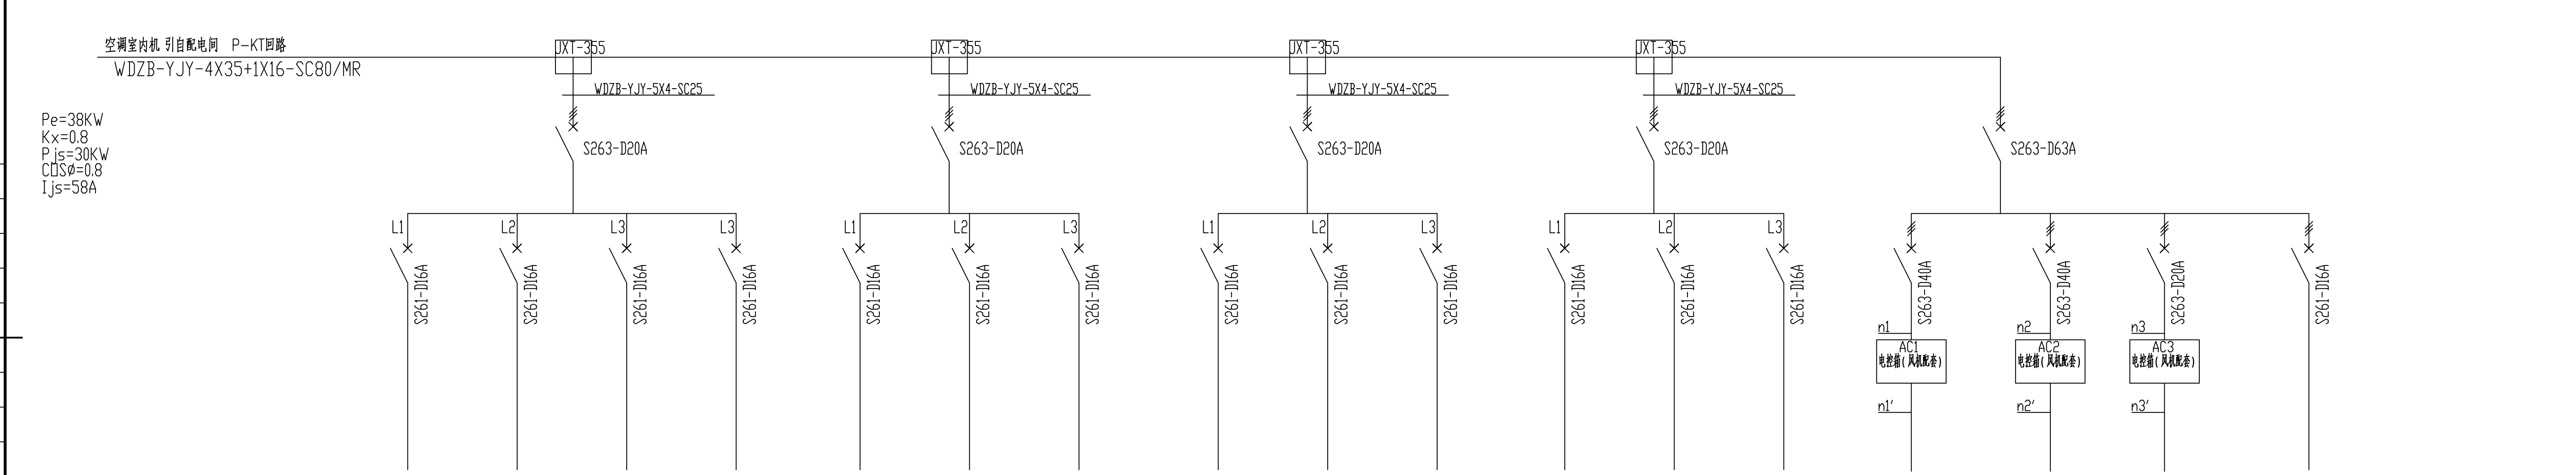 空调室内机 引自配电间 P-KT回路
WDZB-YJY-4X35+1X16-SC80/MR
JXT-355
JXT-355
JXT-355
JXT-355
WDZB-YJY-5X4-SC25
WDZB-YJY-5X4-SC25
WDZB-YJY-5X4-SC25
WDZB-YJY-5X4-SC25
Pe=38KW
Kx=0.8
Pjs=30KW
COSø=0.8
Ijs=58A
S263-D20A
S263-D20A
S263-D20A
S263-D20A
S263-D63A
L1
L2
L3
L3
L1
L2
L3
L1
L2
L3
L1
L2
L3
S261-D16A
S261-D16A
S261-D16A
S261-D16A
S261-D16A
S261-D16A
S261-D16A
S261-D16A
S261-D16A
S261-D16A
S261-D16A
S261-D16A
S261-D16A
S263-D40A
S263-D40A
S263-D20A
S261-D16A
n1
n2
n3
AC1
电控箱(风机配套)
AC2
电控箱(风机配套)
AC3
电控箱(风机配套)
n1'
n2'
n3'